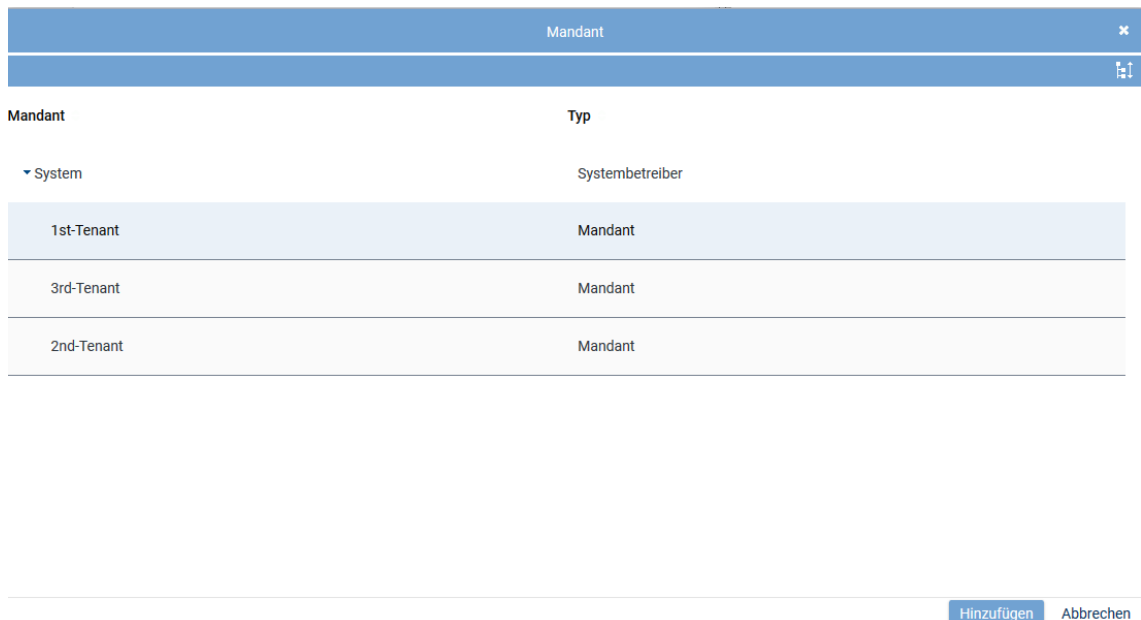 Mandant
Mandant Typ
System Systembetreiber
1st-Tenant Mandant
3rd-Tenant Mandant
2nd-Tenant Mandant
Hinzufügen Abbrechen